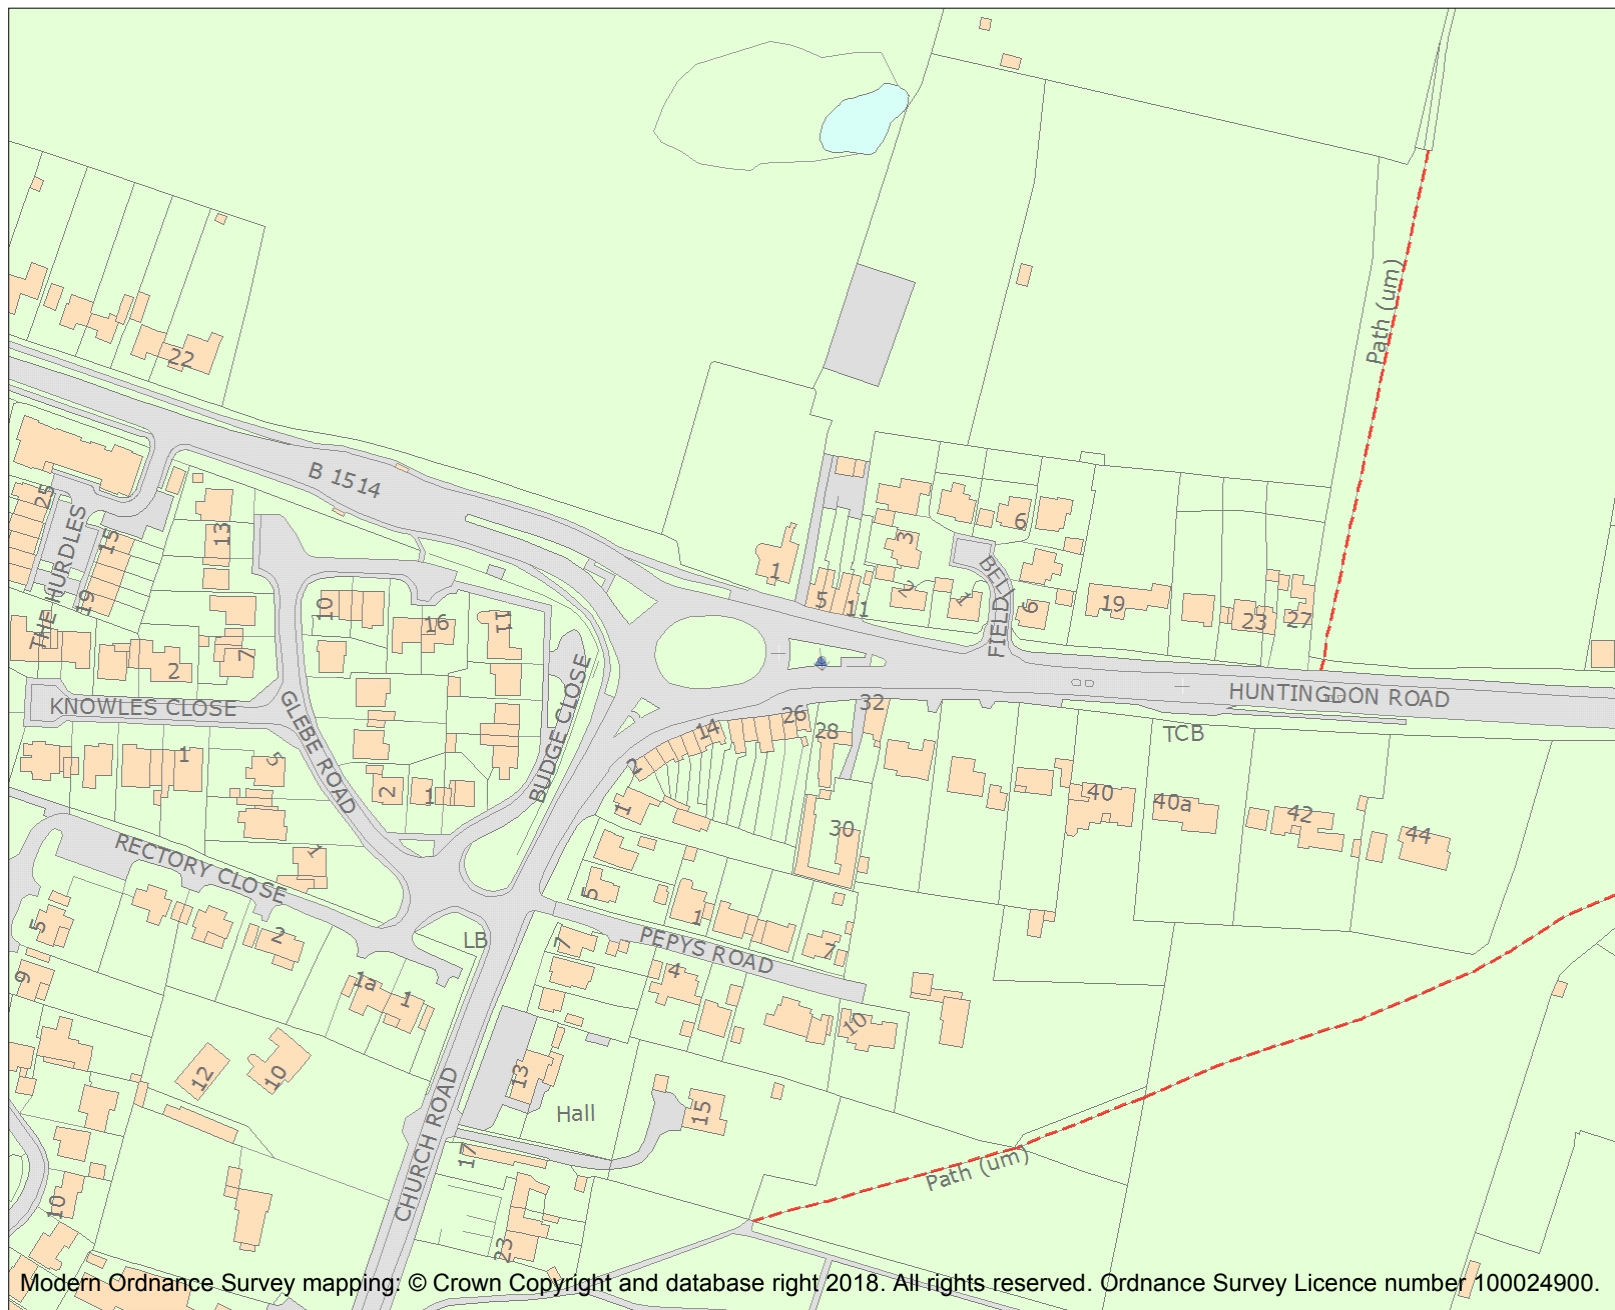 Path (um)
22
B 1514
25
THE HURDLES
15
19
13
10
16
11
1
5
11
3
6
2
1
BELL
FIELD
6
19
23
27
2
7
KNOWLES CLOSE
GLEBE ROAD
BUDGE CLOSE
HUNTINGDON ROAD
TCB
1
5
2
1
2
14
26
28
32
1
30
40
40a
42
44
RECTORY CLOSE
1
5
1
7
PEPYS ROAD
5
2
LB
7
4
10
9
1a
1
12
10
13
Hall
15
CHURCH ROAD
17
Path (um)
10
23
Modern Ordnance Survey mapping: © Crown Copyright and database right 2018. All rights reserved. Ordnance Survey Licence number 100024900.